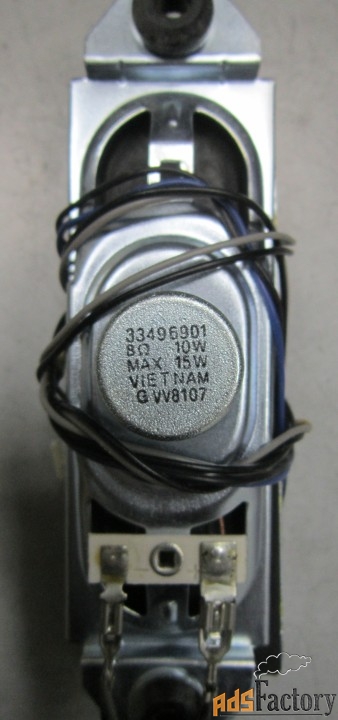 33496901
8Ω 10W
MAX 15W
VIETNAM
G VV8107
AdsFactory